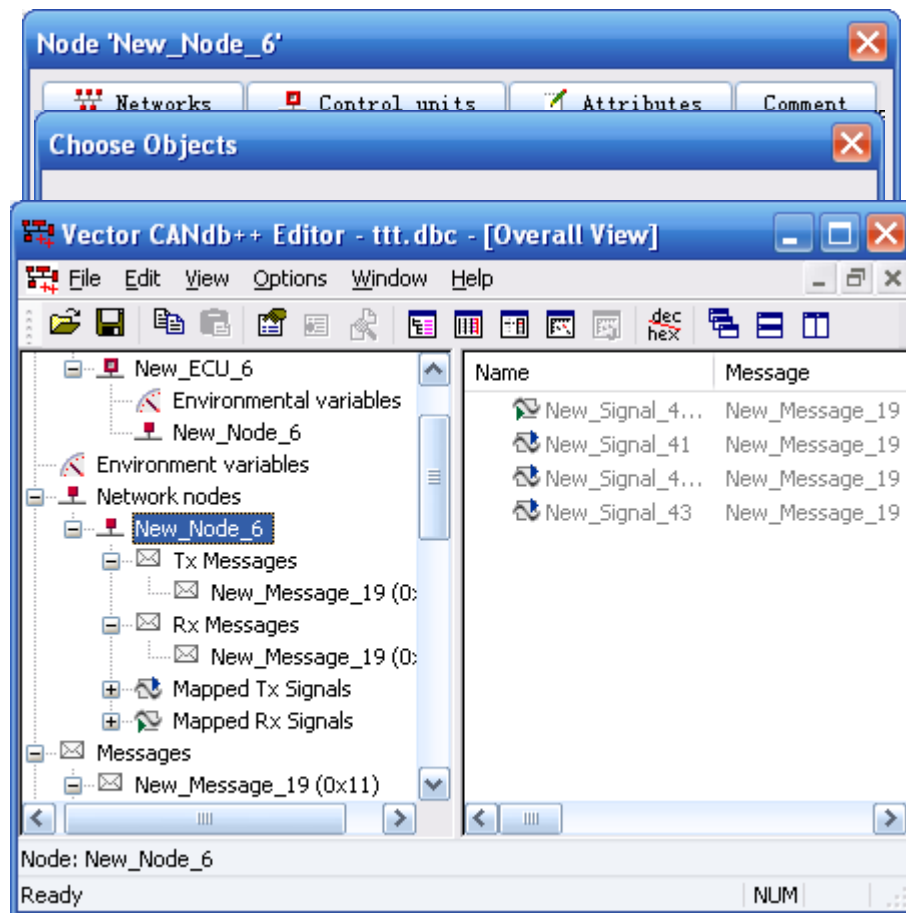 Node 'New_Node_6'
Networks Control units Attributes Comment
Choose Objects
Vector CANdb++ Editor - ttt.dbc - [Overall View]
File Edit View Options Window Help
dec
hex
New_ECU_6
Environmental variables
New_Node_6
Environment variables
Network nodes
New_Node_6
Tx Messages
New_Message_19 (0x
Rx Messages
New_Message_19 (0x
Mapped Tx Signals
Mapped Rx Signals
Messages
New_Message_19 (0x11)
Name Message
New_Signal_4... New_Message_19
New_Signal_41 New_Message_19
New_Signal_4... New_Message_19
New_Signal_43 New_Message_19
Node: New_Node_6
Ready NUM